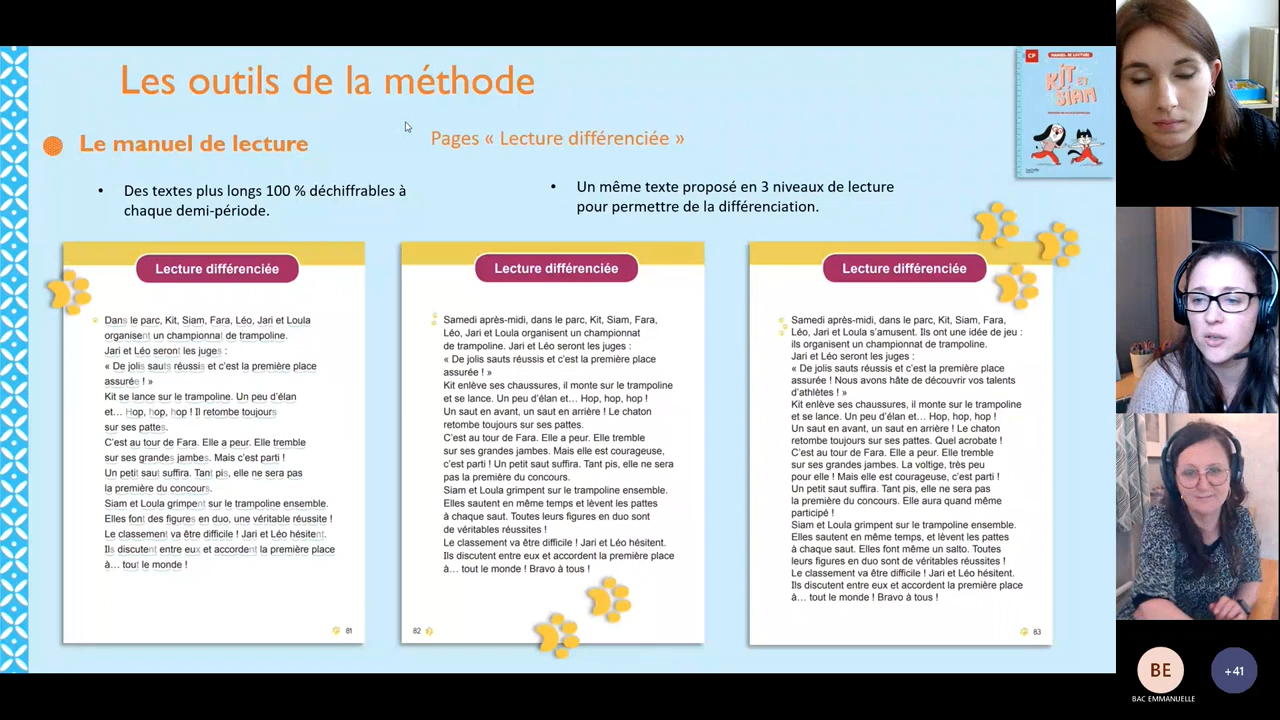 Les outils de la méthode
CP
MANUEL DE LECTURE
KIT ET
SIAM
Le manuel de lecture
Pages « Lecture différenciée »
Des textes plus longs 100 % déchiffrables à
chaque demi-période.
Un même texte proposé en 3 niveaux de lecture
pour permettre de la différenciation.
Lecture différenciée
Dans le parc, Kit, Siam, Fara, Léo, Jari et Loula
organisent un championnat de trampoline.
Jari et Léo seront les juges :
« De jolis sauts réussis et c'est la première place
assurée ! »
Kit se lance sur le trampoline. Un peu d'élan
et… Hop, hop, hop ! Il retombe toujours
sur ses pattes.
C'est au tour de Fara. Elle a peur. Elle tremble
sur ses grandes jambes. Mais c'est parti !
Un petit saut suffira. Tant pis, elle ne sera pas
la première du concours.
Siam et Loula grimpent sur le trampoline ensemble.
Elles font des figures en duo, une véritable réussite !
Le classement va être difficile ! Jari et Léo hésitent.
Ils discutent entre eux et accordent la première place
à… tout le monde !
81
Lecture différenciée
Samedi après-midi, dans le parc, Kit, Siam, Fara,
Léo, Jari et Loula organisent un championnat
de trampoline. Jari et Léo seront les juges :
« De jolis sauts réussis et c'est la première place
assurée ! »
Kit enlève ses chaussures, il monte sur le trampoline
et se lance. Un peu d'élan et… Hop, hop, hop !
Un saut en avant, un saut en arrière ! Le chaton
retombe toujours sur ses pattes.
C'est au tour de Fara. Elle a peur. Elle tremble
sur ses grandes jambes. Mais elle est courageuse,
c'est parti ! Un petit saut suffira. Tant pis, elle ne sera
pas la première du concours.
Siam et Loula grimpent sur le trampoline ensemble.
Elles sautent en même temps et lèvent les pattes
à chaque saut. Toutes leurs figures en duo sont
de véritables réussites !
Le classement va être difficile ! Jari et Léo hésitent.
Ils discutent entre eux et accordent la première place
à… tout le monde ! Bravo à tous !
82
Lecture différenciée
Samedi après-midi, dans le parc, Kit, Siam, Fara,
Léo, Jari et Loula s'amusent. Ils ont une idée de jeu :
ils organisent un championnat de trampoline.
Jari et Léo seront les juges :
« De jolis sauts réussis et c'est la première place
assurée ! Nous avons hâte de découvrir vos talents
d'athlètes ! »
Kit enlève ses chaussures, il monte sur le trampoline
et se lance. Un peu d'élan et… Hop, hop, hop !
Un saut en avant, un saut en arrière ! Le chaton
retombe toujours sur ses pattes. Quel acrobate !
C'est au tour de Fara. Elle a peur. Elle tremble
sur ses grandes jambes. La voltige, très peu
pour elle ! Mais elle est courageuse, c'est parti !
Un petit saut suffira. Tant pis, elle ne sera pas
la première du concours. Elle aura quand même
participé !
Siam et Loula grimpent sur le trampoline ensemble.
Elles sautent en même temps, et lèvent les pattes
à chaque saut. Elles font même un salto. Toutes
leurs figures en duo sont de véritables réussites !
Le classement va être difficile ! Jari et Léo hésitent.
Ils discutent entre eux et accordent la première place
à… tout le monde ! Bravo à tous !
83
BE
+41
BAC EMMANUELLE